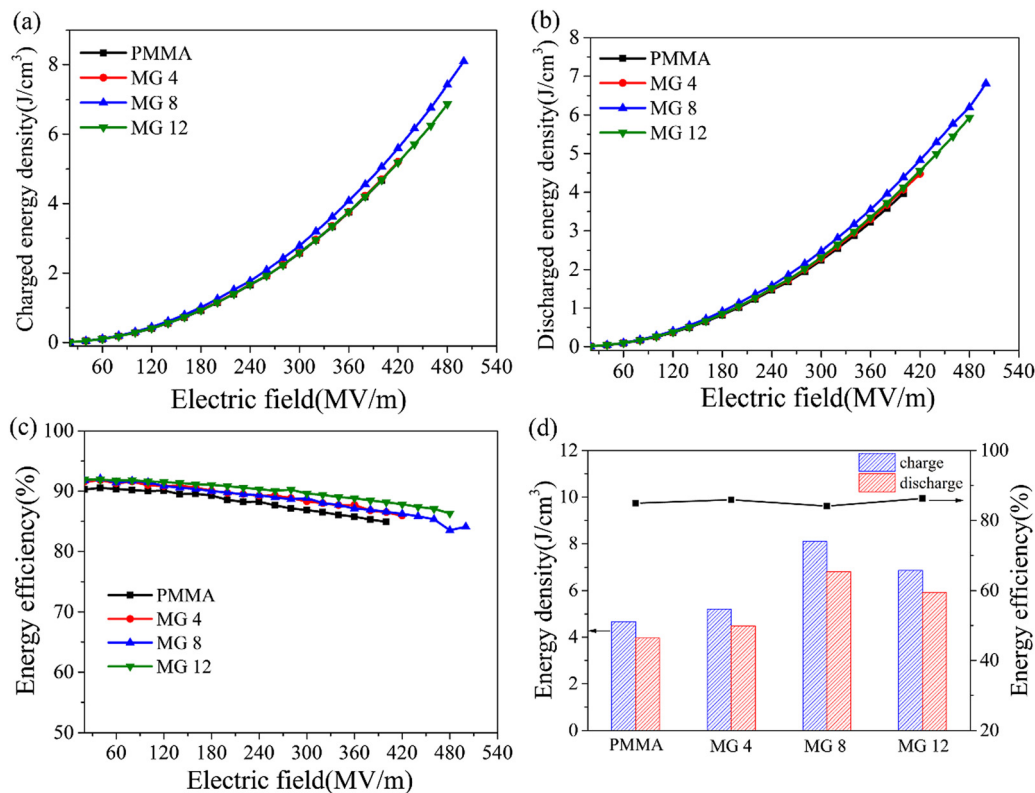 (a)
Charged energy density(J/cm³)
8
6
4
2
0
PMMA
MG 4
MG 8
MG 12
60 120 180 240 300 360 420 480 540
Electric field(MV/m)
(b)
Discharged energy density(J/cm³)
8
7
6
5
4
3
2
1
0
PMMA
MG 4
MG 8
MG 12
60 120 180 240 300 360 420 480 540
Electric field(MV/m)
(c)
Energy efficiency(%)
100
90
80
70
60
50
PMMA
MG 4
MG 8
MG 12
60 120 180 240 300 360 420 480 540
Electric field(MV/m)
(d)
Energy density(J/cm³)
12
10
8
6
4
2
0
charge
discharge
PMMA MG 4 MG 8 MG 12
100
80
60
40
20
Energy efficiency(%)